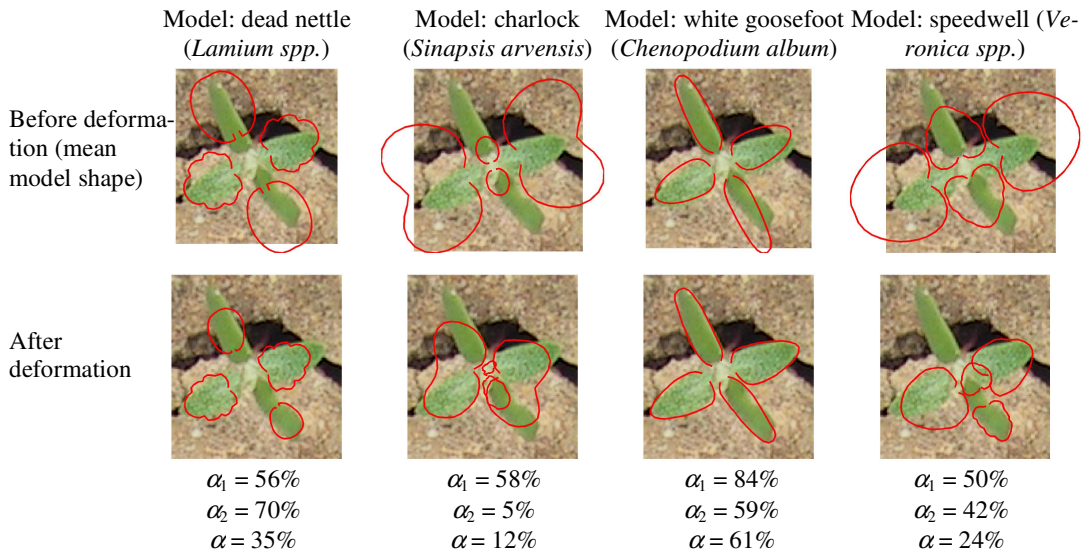 Model: dead nettle
(Lamium spp.)
Model: charlock
(Sinapsis arvensis)
Model: white goosefoot
(Chenopodium album)
Model: speedwell (Ve-
ronica spp.)
Before deforma-
tion (mean
model shape)
After
deformation
α1 = 56%
α2 = 70%
α = 35%
α1 = 58%
α2 = 5%
α = 12%
α1 = 84%
α2 = 59%
α = 61%
α1 = 50%
α2 = 42%
α = 24%